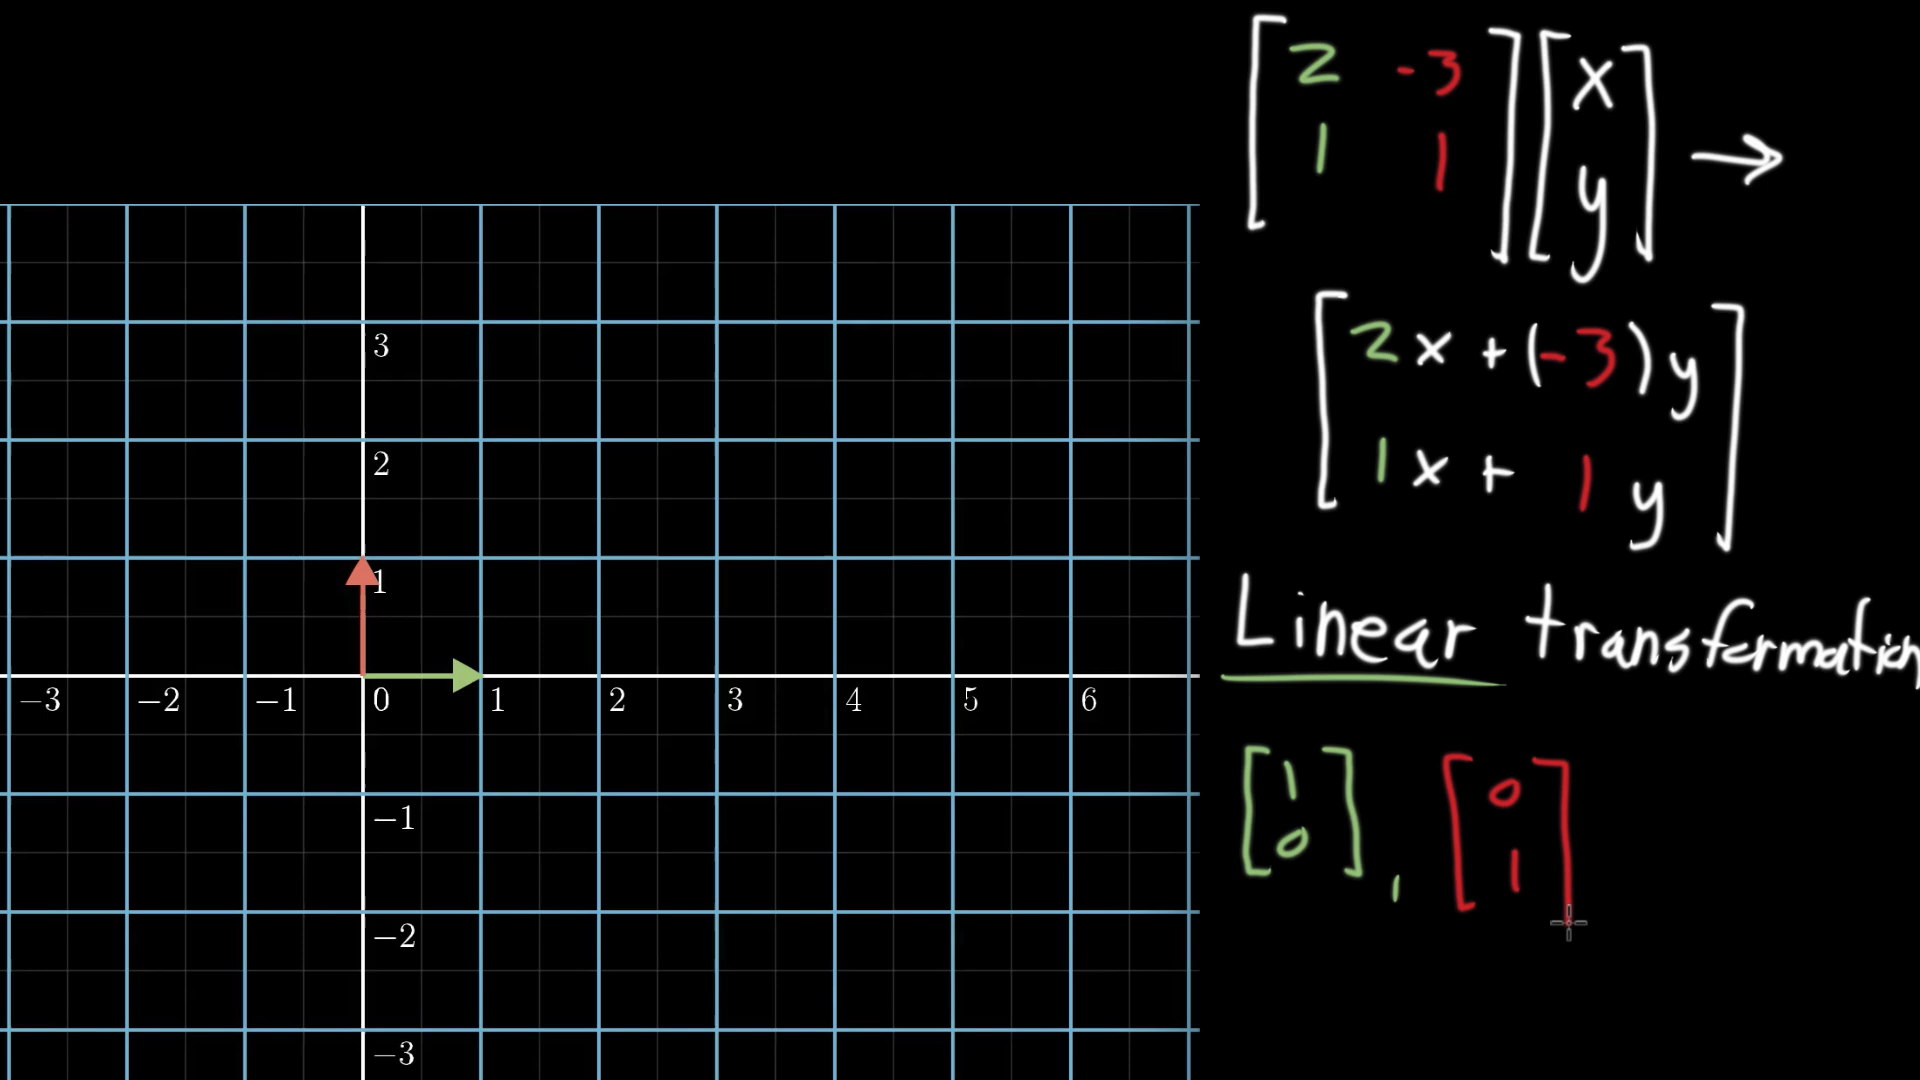 3
2
1
−3 −2 −1 0 1 2 3 4 5 6
−1
−2
−3
[2 -3] [x] →
[1 1] [y]
[2x + (-3)y]
[1x + 1y]
Linear transformation
[1] , [0]
[0] [1]